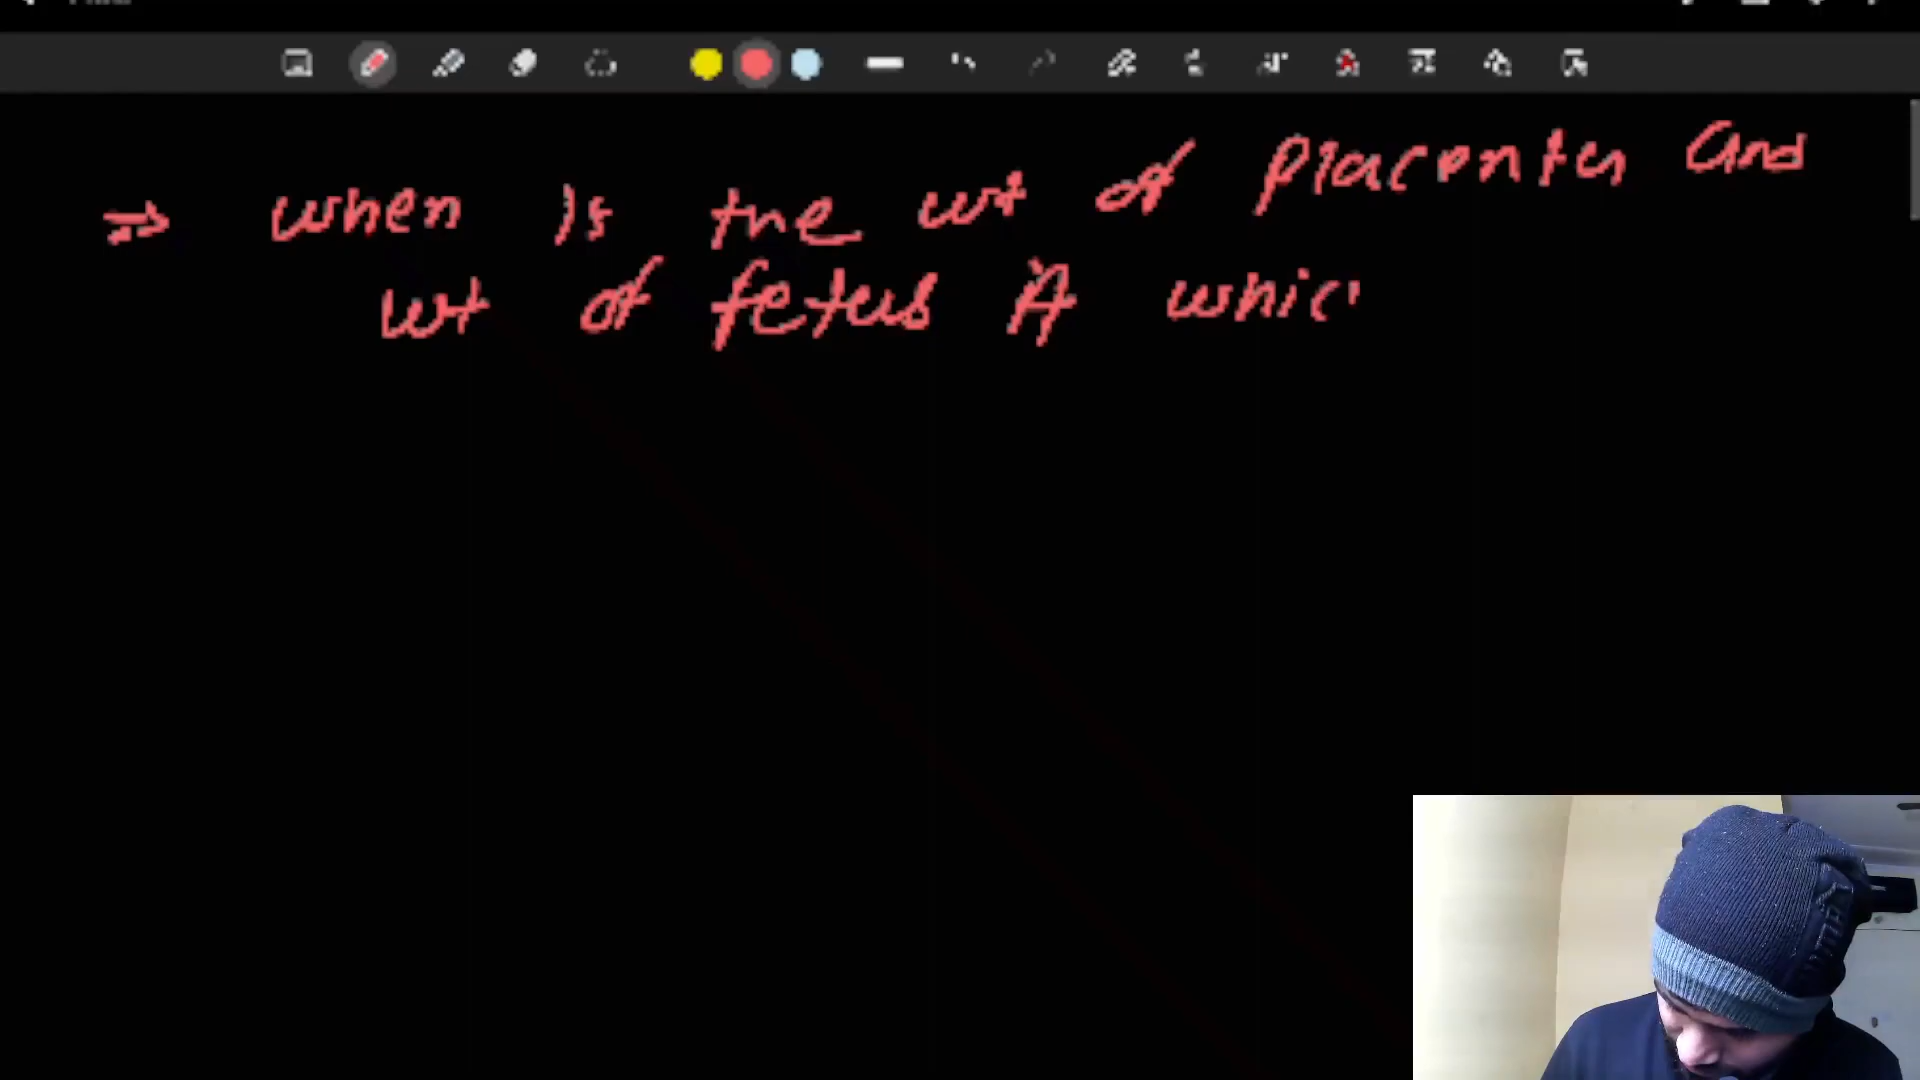 ⇒ when is the wt of Placenta and
wt of fetus A whic